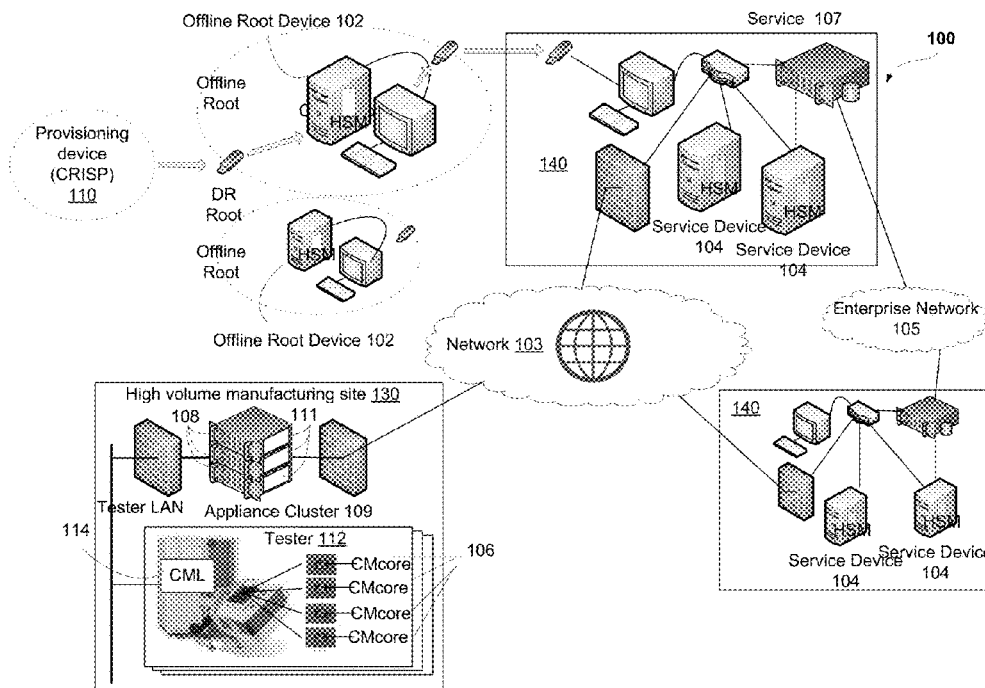 Offline Root Device 102
Service 107
100
Offline
Root
HSM
Provisioning
device
(CRISP)
110
DR
Root
140
HSM
HSM
Service Device
104
Service Device
104
Offline
Root
HSM
Offline Root Device 102
Network 103
Enterprise Network
105
High volume manufacturing site 130
108
111
Tester LAN
Appliance Cluster 109
114
Tester 112
106
CML
CMcore
CMcore
CMcore
CMcore
140
HSM
HSM
Service Device
104
Service Device
104